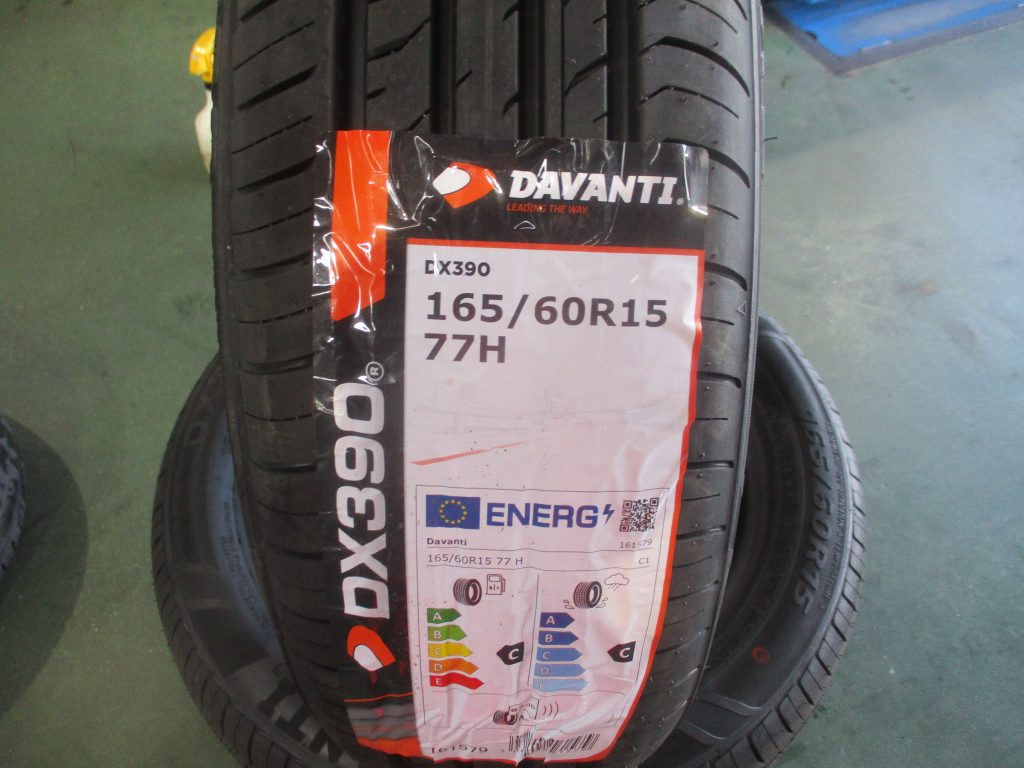 DAVANTI®
LEADING THE WAY
DX390
165/60R15
77H
DX390®
ENERG
Davanti
161579
165/60R15 77 H
C1
A
B
C
D
E
C
A
B
C
D
E
C
161579
165/60R15